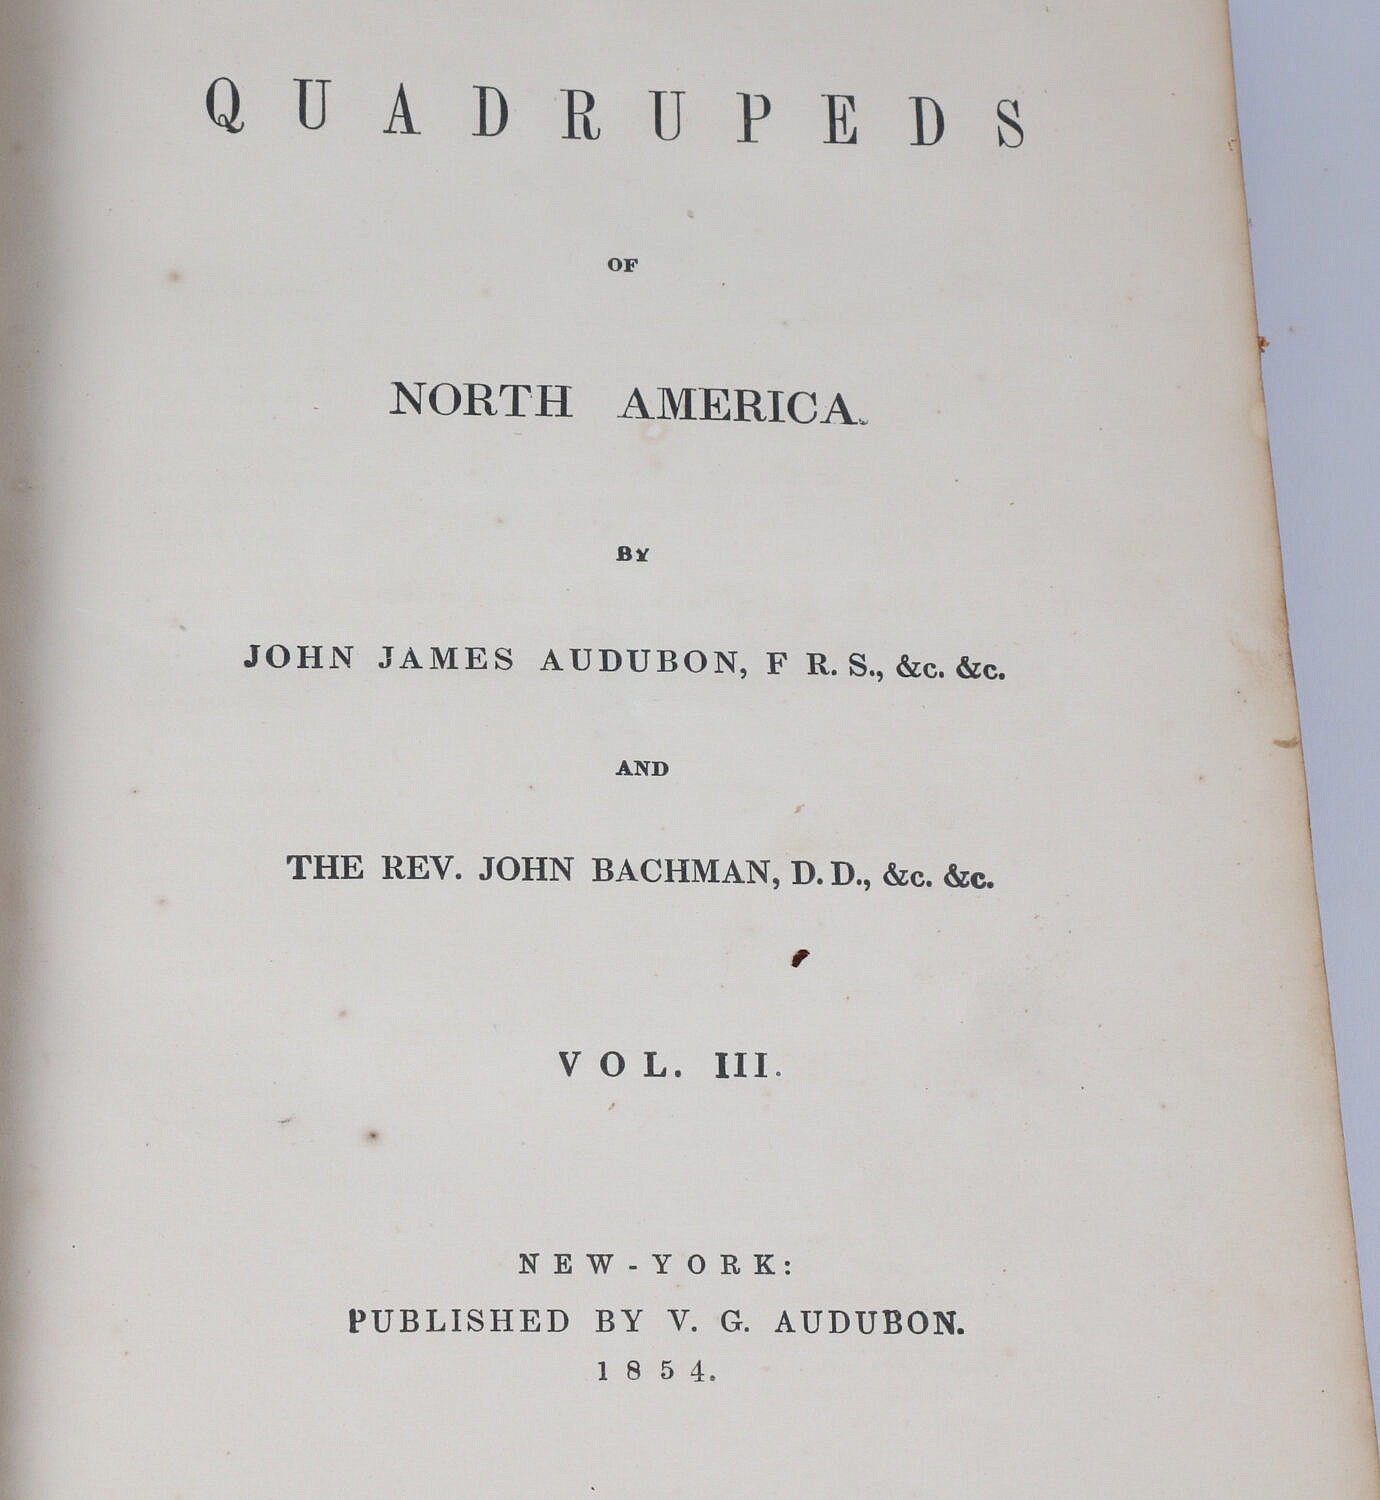 QUADRUPEDS
OF
NORTH AMERICA.
BY
JOHN JAMES AUDUBON, F R. S., &c. &c.
AND
THE REV. JOHN BACHMAN, D. D., &c. &c.
VOL. III.
NEW-YORK:
PUBLISHED BY V. G. AUDUBON.
1854.